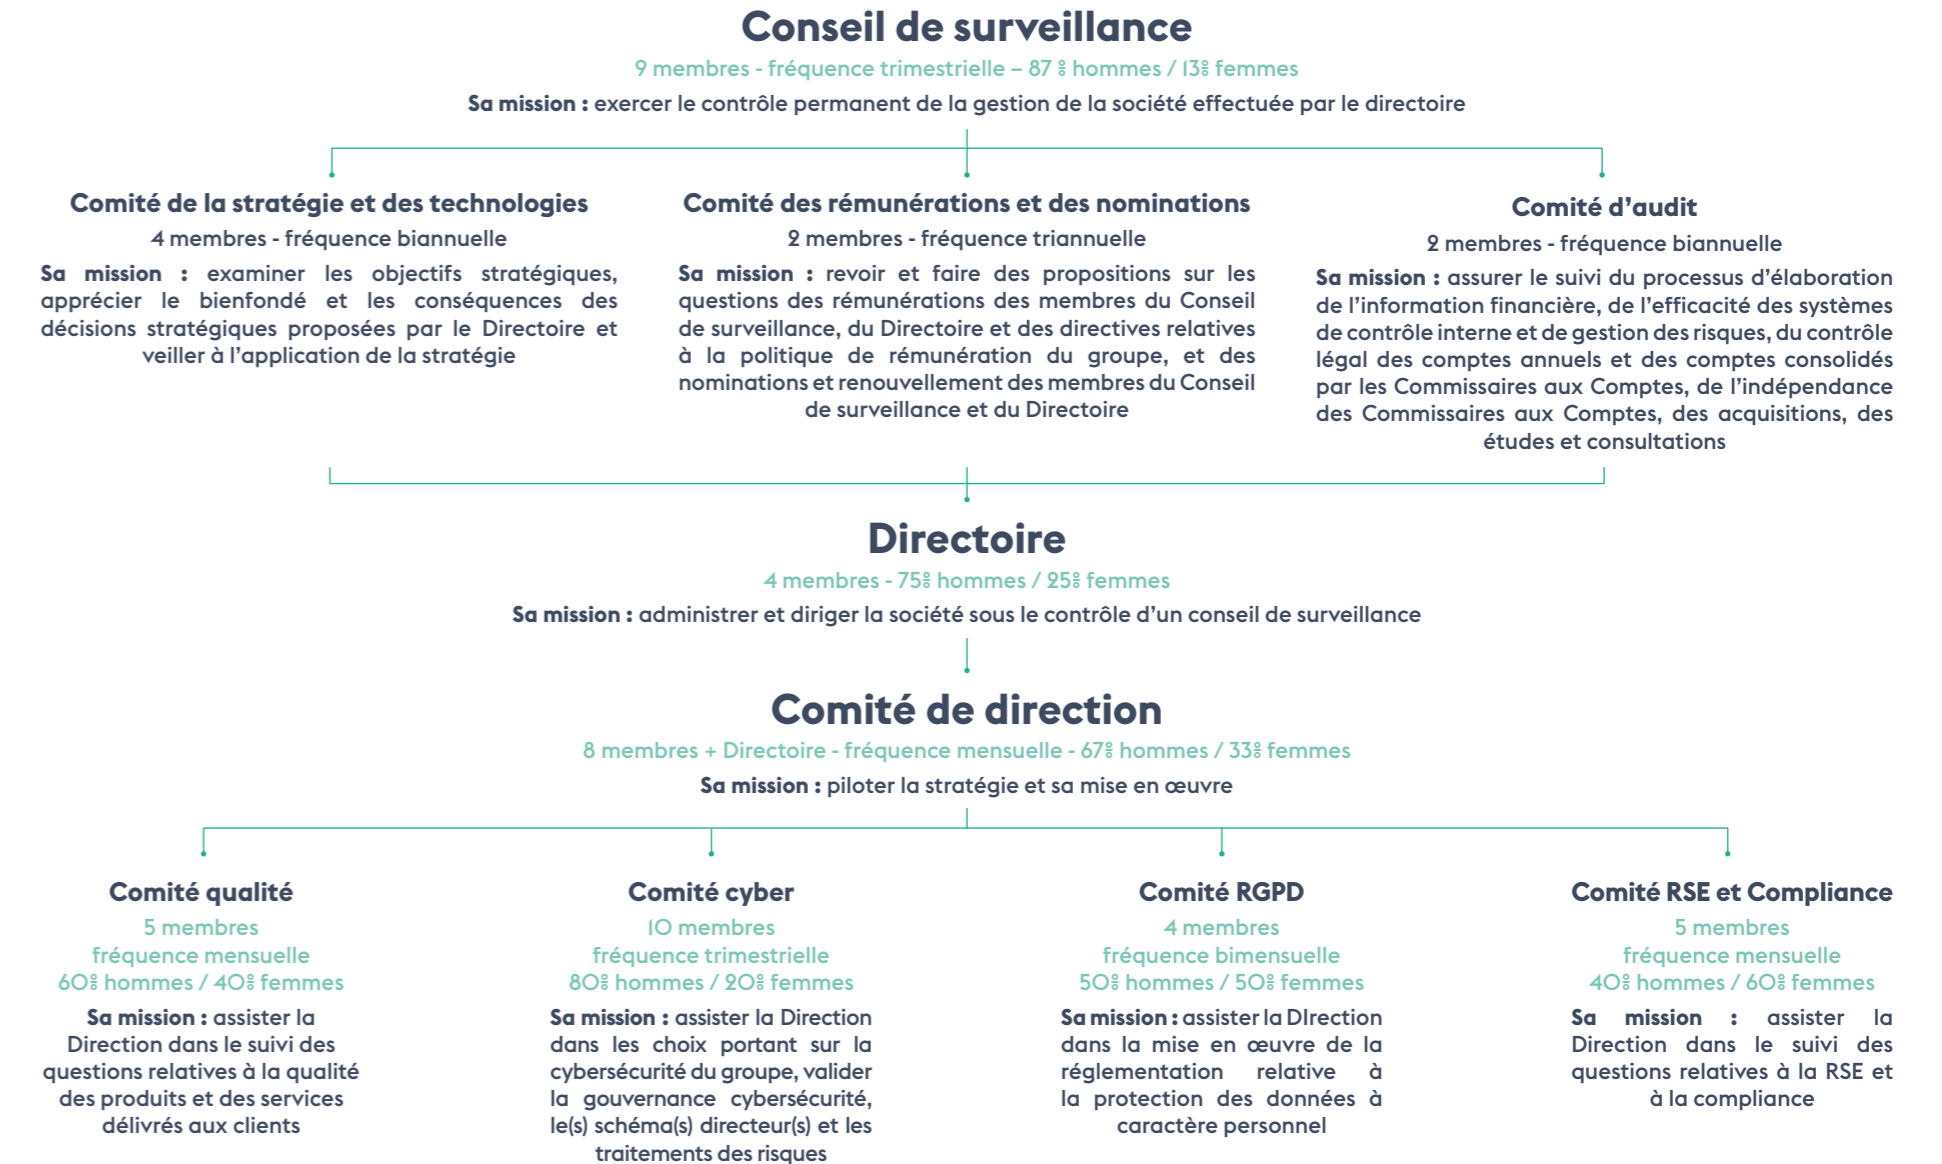 Conseil de surveillance
9 membres - fréquence trimestrielle – 87 % hommes / 13% femmes
Sa mission : exercer le contrôle permanent de la gestion de la société effectuée par le directoire
Comité de la stratégie et des technologies
4 membres - fréquence biannuelle
Sa mission : examiner les objectifs stratégiques,
apprécier le bienfondé et les conséquences des
décisions stratégiques proposées par le Directoire et
veiller à l’application de la stratégie
Comité des rémunérations et des nominations
2 membres - fréquence triannuelle
Sa mission : revoir et faire des propositions sur les
questions des rémunérations des membres du Conseil
de surveillance, du Directoire et des directives relatives
à la politique de rémunération du groupe, et des
nominations et renouvellement des membres du Conseil
de surveillance et du Directoire
Comité d’audit
2 membres - fréquence biannuelle
Sa mission : assurer le suivi du processus d’élaboration
de l’information financière, de l’efficacité des systèmes
de contrôle interne et de gestion des risques, du contrôle
légal des comptes annuels et des comptes consolidés
par les Commissaires aux Comptes, de l’indépendance
des Commissaires aux Comptes, des acquisitions, des
études et consultations
Directoire
4 membres - 75% hommes / 25% femmes
Sa mission : administrer et diriger la société sous le contrôle d’un conseil de surveillance
Comité de direction
8 membres + Directoire - fréquence mensuelle - 67% hommes / 33% femmes
Sa mission : piloter la stratégie et sa mise en œuvre
Comité qualité
5 membres
fréquence mensuelle
60% hommes / 40% femmes
Sa mission : assister la
Direction dans le suivi des
questions relatives à la qualité
des produits et des services
délivrés aux clients
Comité cyber
10 membres
fréquence trimestrielle
80% hommes / 20% femmes
Sa mission : assister la Direction
dans les choix portant sur la
cybersécurité du groupe, valider
la gouvernance cybersécurité,
le(s) schéma(s) directeur(s) et les
traitements des risques
Comité RGPD
4 membres
fréquence bimensuelle
50% hommes / 50% femmes
Sa mission : assister la DIrection
dans la mise en œuvre de la
réglementation relative à
la protection des données à
caractère personnel
Comité RSE et Compliance
5 membres
fréquence mensuelle
40% hommes / 60% femmes
Sa mission : assister la
Direction dans le suivi des
questions relatives à la RSE et
à la compliance